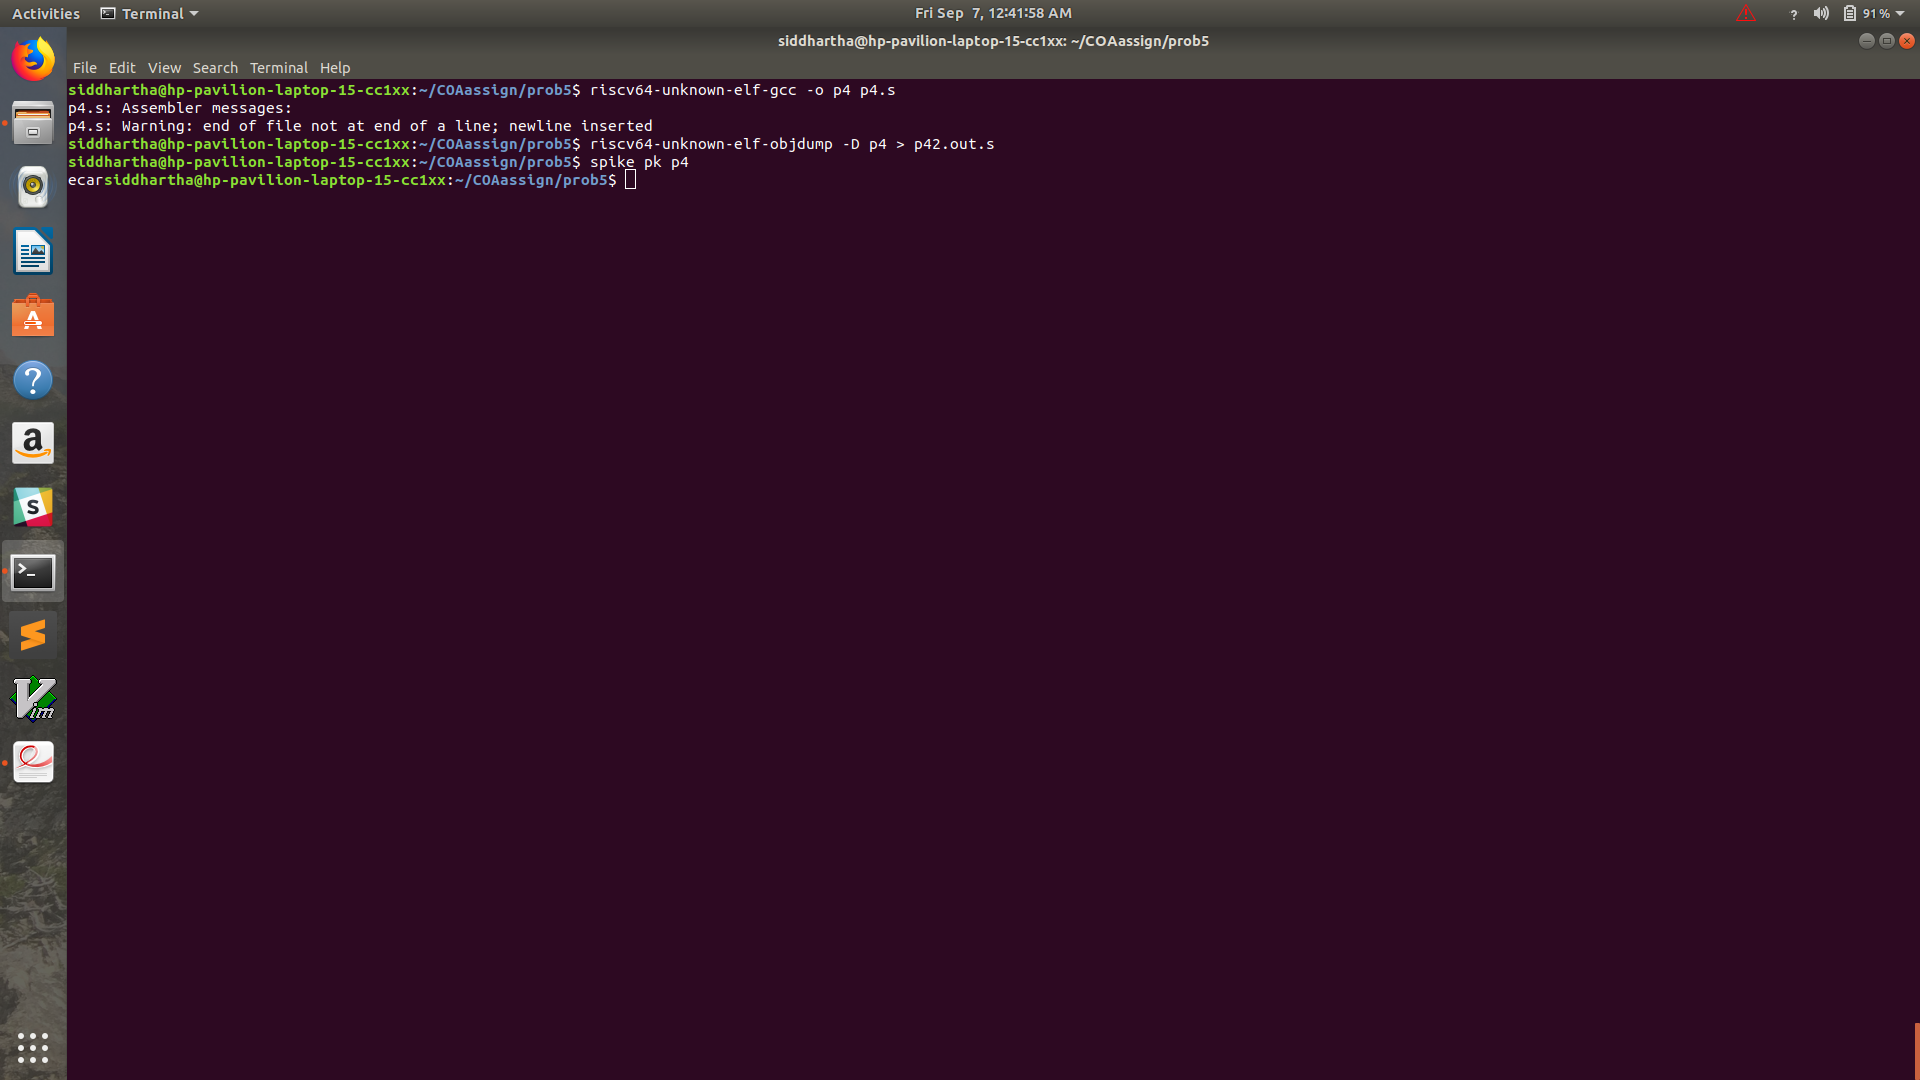 Activities Terminal Fri Sep 7, 12:41:58 AM ? 91%
siddhartha@hp-pavilion-laptop-15-cc1xx: ~/COAassign/prob5
File Edit View Search Terminal Help
siddhartha@hp-pavilion-laptop-15-cc1xx:~/COAassign/prob5$ riscv64-unknown-elf-gcc -o p4 p4.s
p4.s: Assembler messages:
p4.s: Warning: end of file not at end of a line; newline inserted
siddhartha@hp-pavilion-laptop-15-cc1xx:~/COAassign/prob5$ riscv64-unknown-elf-objdump -D p4 > p42.out.s
siddhartha@hp-pavilion-laptop-15-cc1xx:~/COAassign/prob5$ spike pk p4
ecarsiddhartha@hp-pavilion-laptop-15-cc1xx:~/COAassign/prob5$